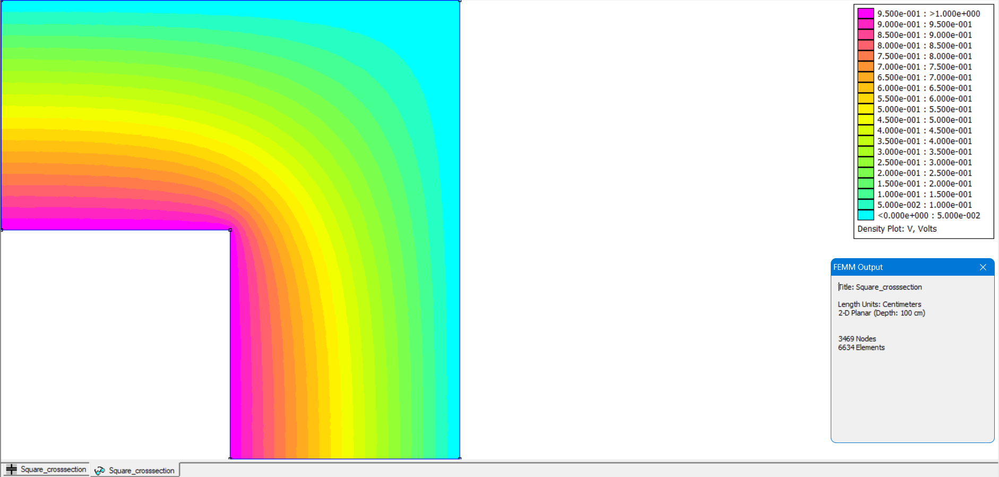 9.500e-001 : >1.000e+000
9.000e-001 : 9.500e-001
8.500e-001 : 9.000e-001
8.000e-001 : 8.500e-001
7.500e-001 : 8.000e-001
7.000e-001 : 7.500e-001
6.500e-001 : 7.000e-001
6.000e-001 : 6.500e-001
5.500e-001 : 6.000e-001
5.000e-001 : 5.500e-001
4.500e-001 : 5.000e-001
4.000e-001 : 4.500e-001
3.500e-001 : 4.000e-001
3.000e-001 : 3.500e-001
2.500e-001 : 3.000e-001
2.000e-001 : 2.500e-001
1.500e-001 : 2.000e-001
1.000e-001 : 1.500e-001
5.000e-002 : 1.000e-001
<0.000e+000 : 5.000e-002
Density Plot: V, Volts
FEMM Output
Title: Square_crosssection
Length Units: Centimeters
2-D Planar (Depth: 100 cm)
3469 Nodes
6634 Elements
Square_crosssection
Square_crosssection